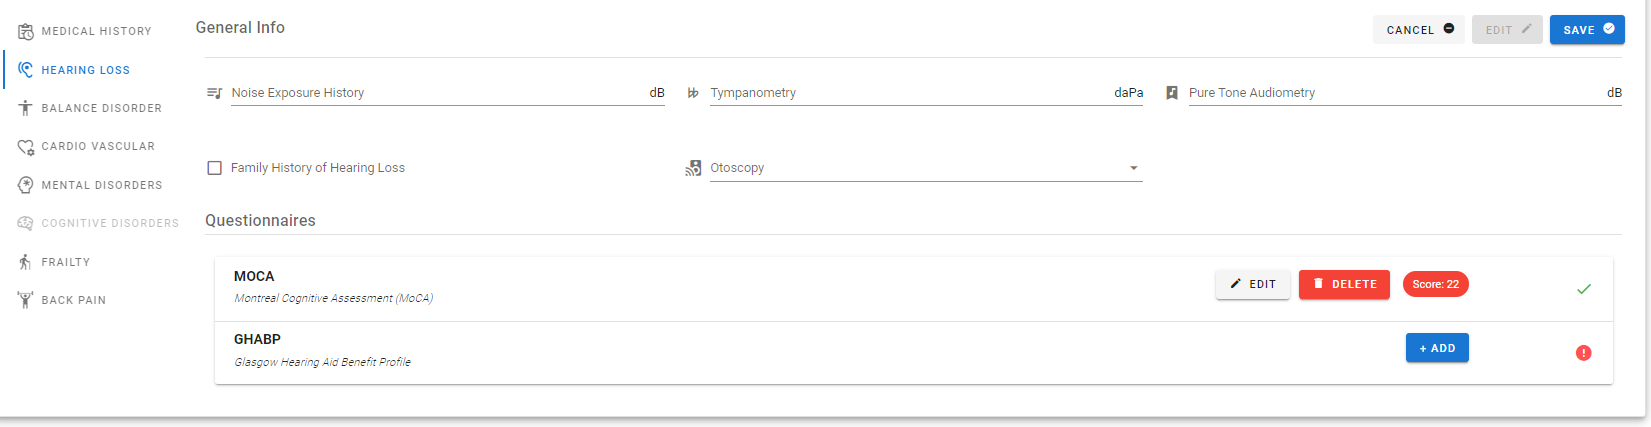 MEDICAL HISTORY
HEARING LOSS
BALANCE DISORDER
CARDIO VASCULAR
MENTAL DISORDERS
COGNITIVE DISORDERS
FRAILTY
BACK PAIN
General Info
CANCEL
EDIT
SAVE
Noise Exposure History dB
Tympanometry daPa
Pure Tone Audiometry dB
Family History of Hearing Loss
Otoscopy
Questionnaires
MOCA
Montreal Cognitive Assessment (MoCA)
EDIT
DELETE
Score: 22
GHABP
Glasgow Hearing Aid Benefit Profile
+ ADD